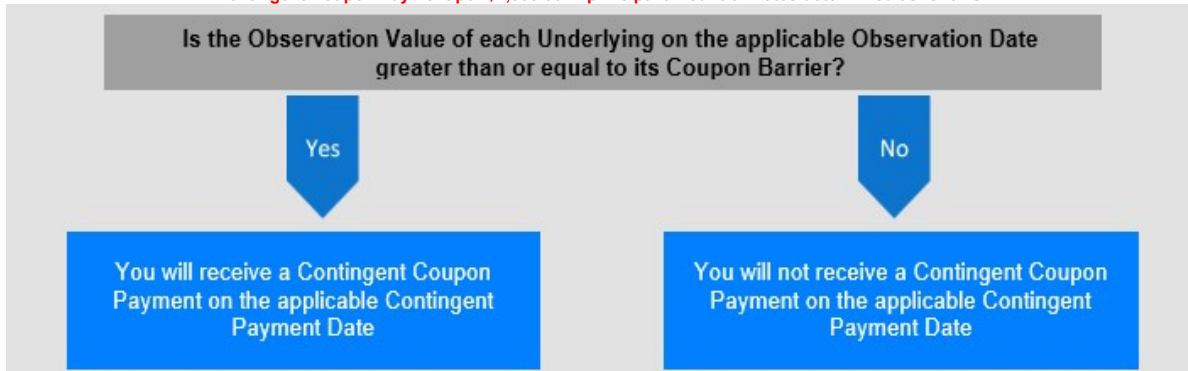 Is the Observation Value of each Underlying on the applicable Observation Date
greater than or equal to its Coupon Barrier?
Yes
No
You will receive a Contingent Coupon
Payment on the applicable Contingent
Payment Date
You will not receive a Contingent Coupon
Payment on the applicable Contingent
Payment Date